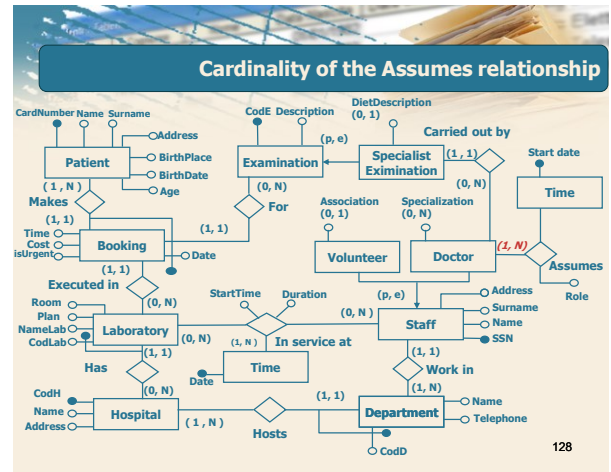 Cardinality of the Assumes relationship
CardNumber Name Surname
CodE Description
DietDescription
(0, 1)
Address
BirthPlace
BirthDate
Age
Patient
(1, N)
Makes
(1, 1)
Examination
(p, e)
(0, N)
For
(1, 1)
Specialist
Eximination
(1, 1)
Carried out by
(0, N)
Start date
Time
Time
Cost
isUrgent
Booking
Date
(1, 1)
Executed in
(0, N)
Association
(0, 1)
Specialization
(0, N)
Volunteer
Doctor
(1, N)
Assumes
Role
(p, e)
Room
Plan
NameLab
CodLab
Laboratory
(0, N)
StartTime
Duration
In service at
(1, N)
Time
Date
(0, N)
Staff
Address
Surname
Name
SSN
(1, 1)
Has
(0, N)
(1, 1)
Work in
(1, N)
CodH
Name
Address
Hospital
(1, N)
Hosts
(1, 1)
Department
Name
Telephone
CodD
128